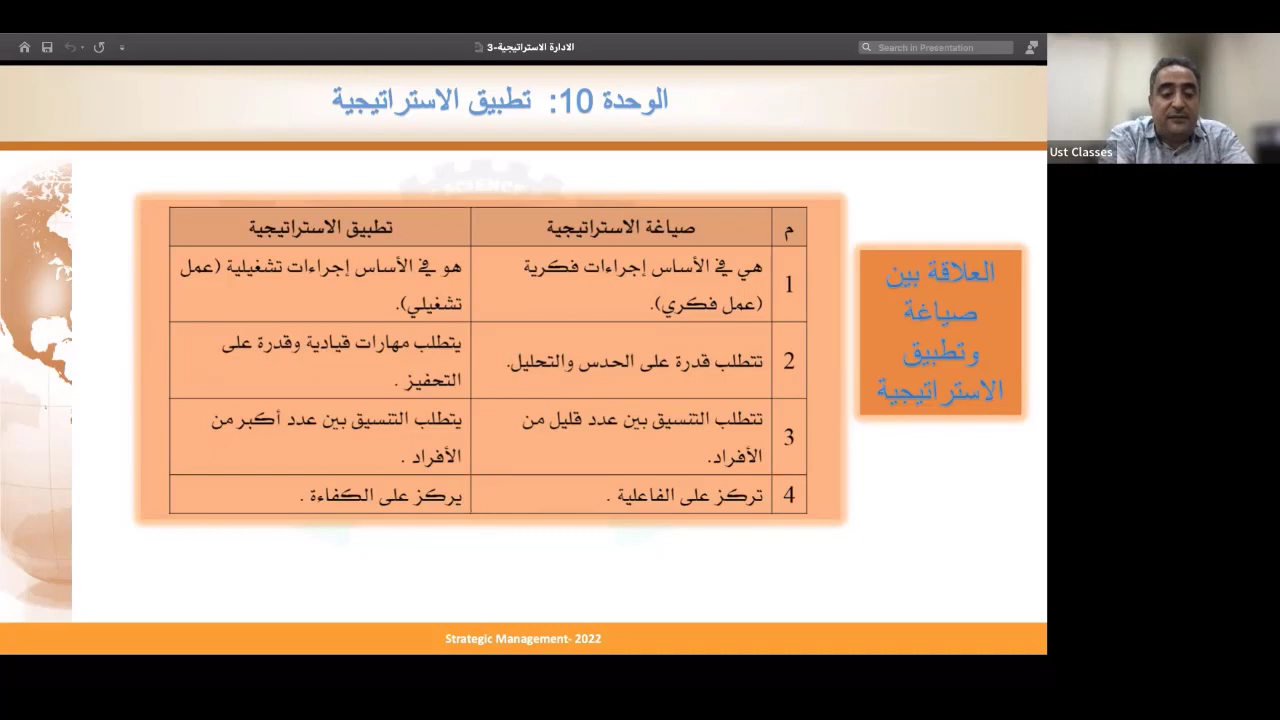 الادارة الاستراتيجية-3
Search in Presentation
Ust Classes
الوحدة 10: تطبيق الاستراتيجية
SCIENCE
العلاقة بين
صياغة
وتطبيق
الاستراتيجية
م
صياغة الاستراتيجية
تطبيق الاستراتيجية
1
هي في الأساس إجراءات فكرية
(عمل فكري).
هو في الأساس إجراءات تشغيلية (عمل
تشغيلي).
2
تتطلب قدرة على الحدس والتحليل.
يتطلب مهارات قيادية وقدرة على
التحفيز .
3
تتطلب التنسيق بين عدد قليل من
الأفراد.
يتطلب التنسيق بين عدد أكبر من
الأفراد .
4
تركز على الفاعلية .
يركز على الكفاءة .
Strategic Management- 2022